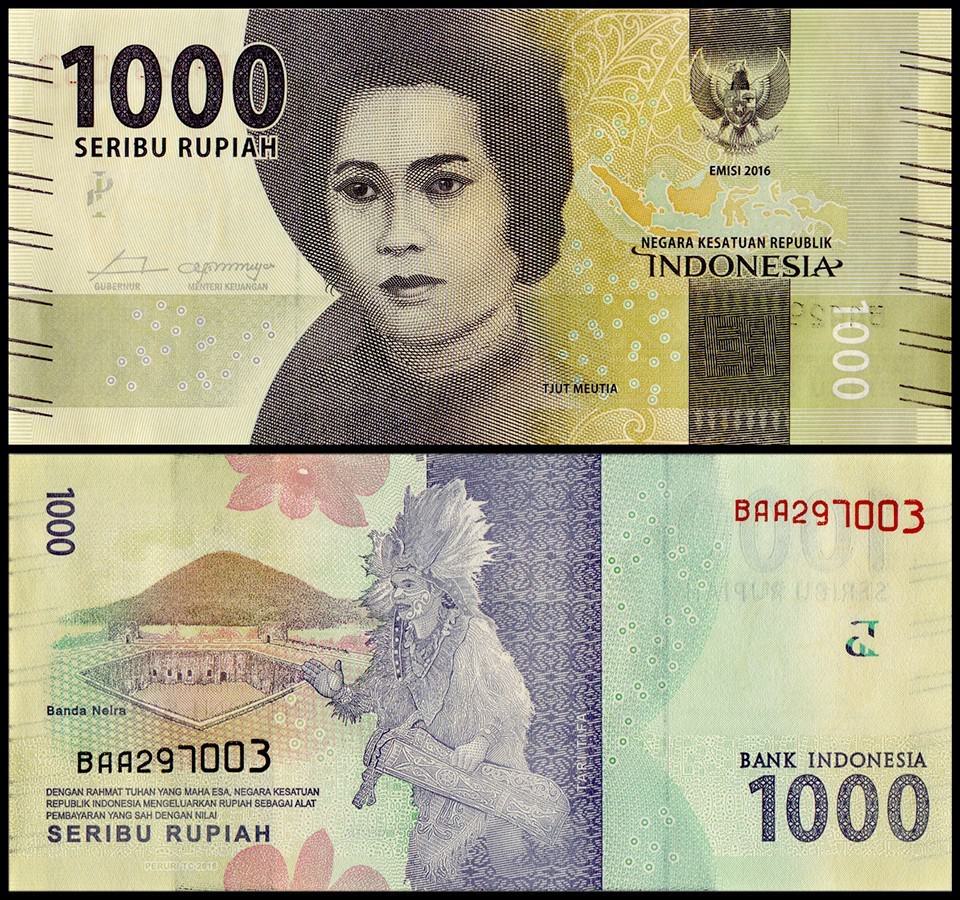 1000
SERIBU RUPIAH
EMISI 2016
NEGARA KESATUAN REPUBLIK
INDONESIA
GUBERNUR
MENTERI KEUANGAN
1000
TJUT MEUTIA
1000
BAA297003
Banda Neira
BAA297003
DENGAN RAHMAT TUHAN YANG MAHA ESA, NEGARA KESATUAN
REPUBLIK INDONESIA MENGELUARKAN RUPIAH SEBAGAI ALAT
PEMBAYARAN YANG SAH DENGAN NILAI
SERIBU RUPIAH
TARI TIFA
BANK INDONESIA
1000